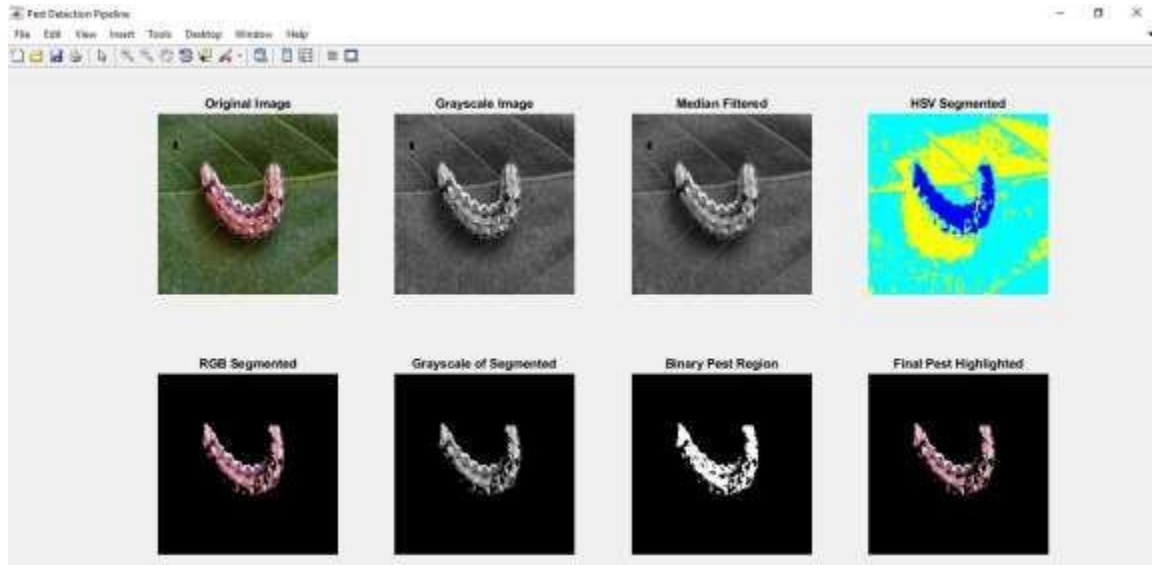 Pest Detection Pipeline
File Edit View Insert Tools Desktop Window Help
Original Image
Grayscale Image
Median Filtered
HSV Segmented
RGB Segmented
Grayscale of Segmented
Binary Pest Region
Final Pest Highlighted